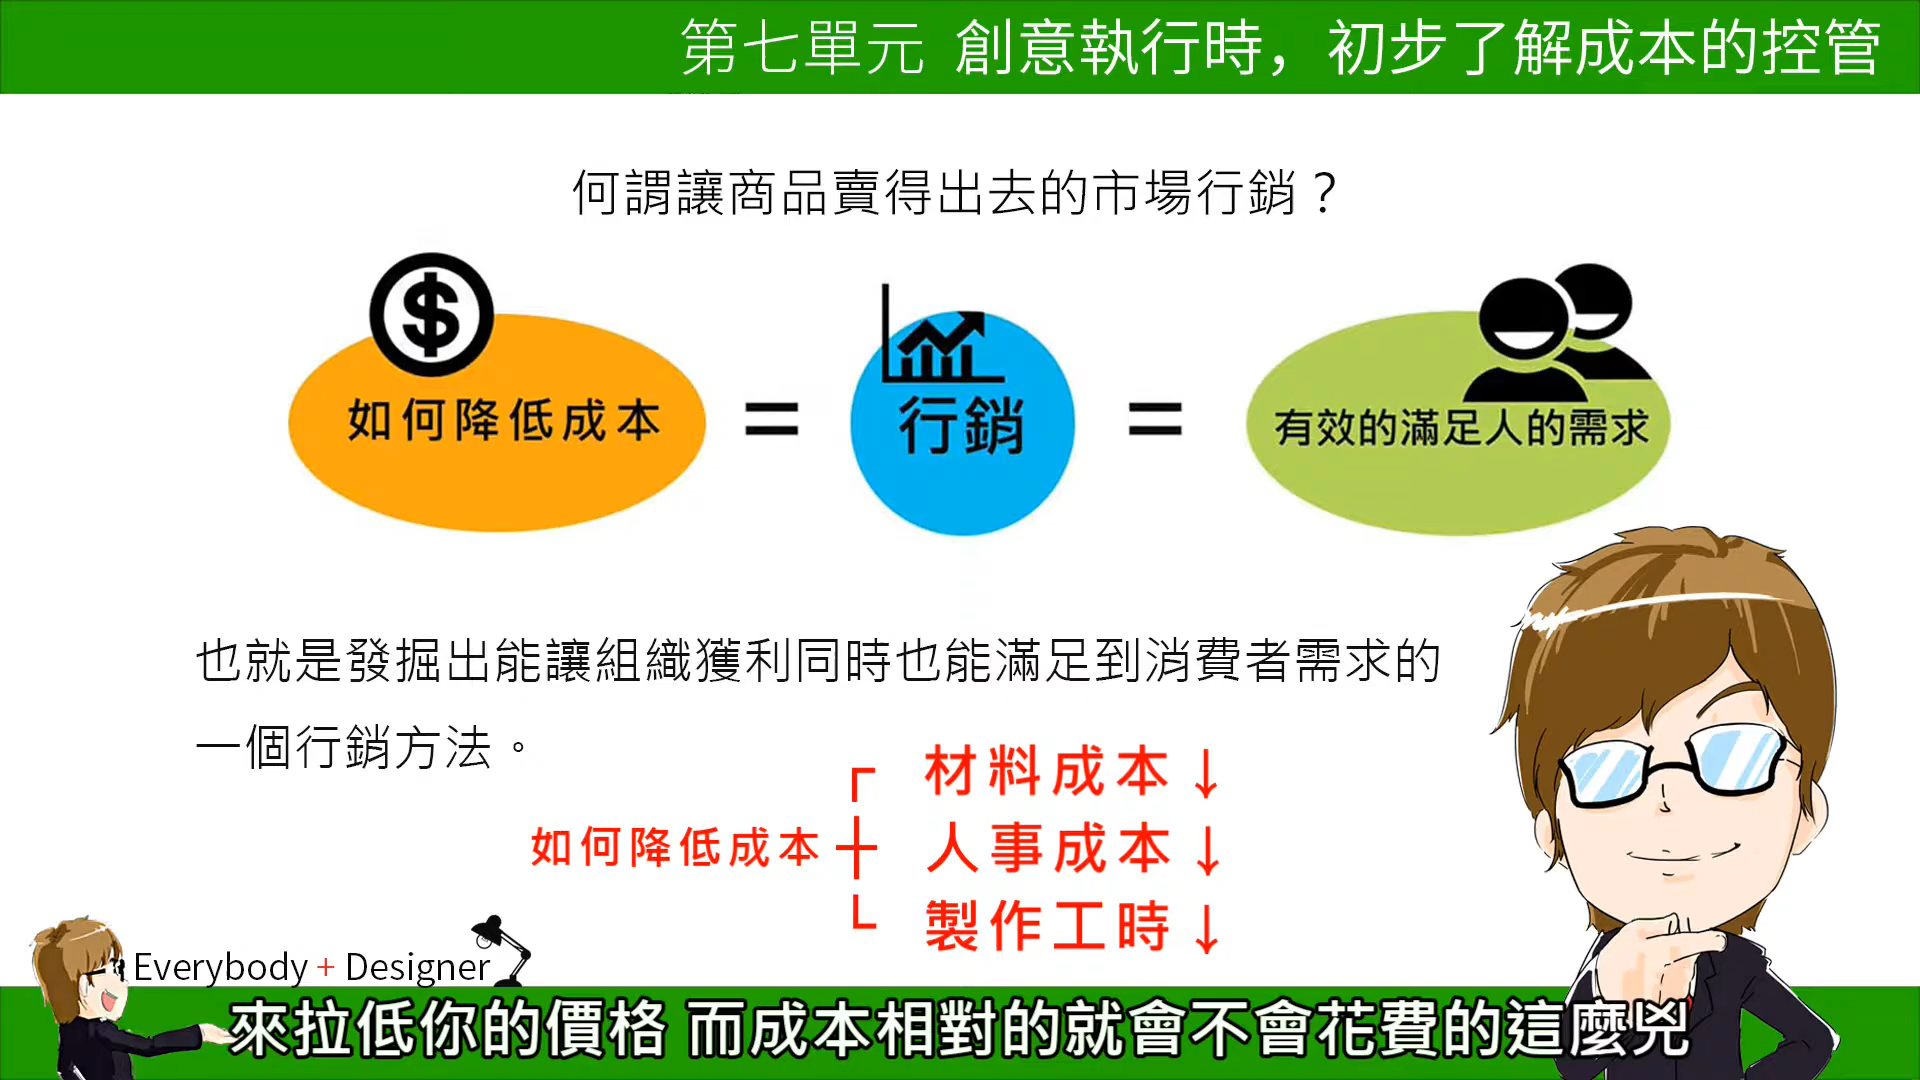 第七單元 創意執行時，初步了解成本的控管
何謂讓商品賣得出去的市場行銷？
$
如何降低成本 = 行銷 = 有效的滿足人的需求
也就是發掘出能讓組織獲利同時也能滿足到消費者需求的
一個行銷方法。
材料成本↓
如何降低成本
人事成本↓
製作工時↓
Everybody + Designer
來拉低你的價格 而成本相對的就會不會花費的這麼兇